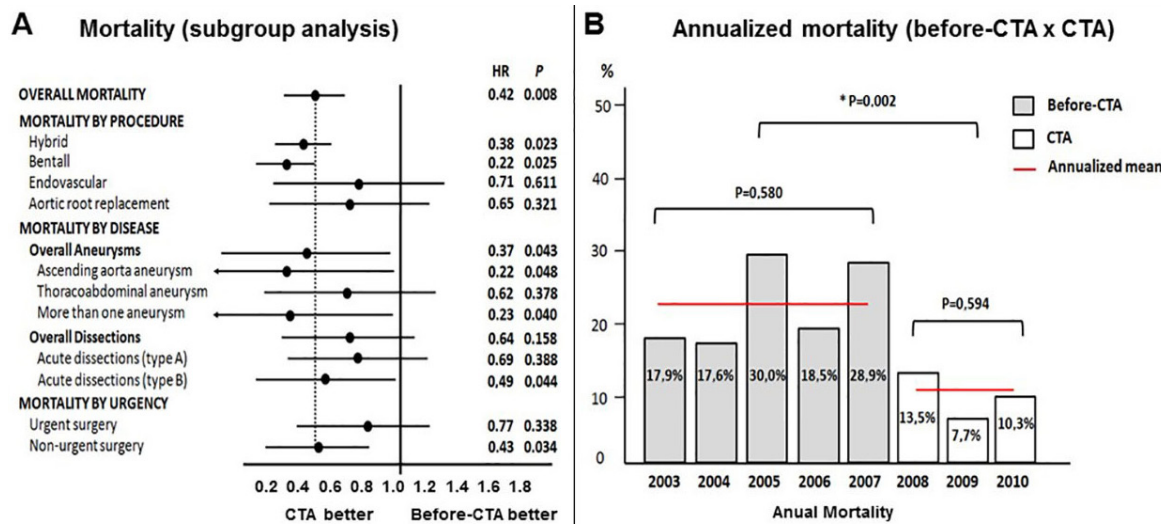 A Mortality (subgroup analysis)
HR P
OVERALL MORTALITY 0.42 0.008
MORTALITY BY PROCEDURE
Hybrid 0.38 0.023
Bentall 0.22 0.025
Endovascular 0.71 0.611
Aortic root replacement 0.65 0.321
MORTALITY BY DISEASE
Overall Aneurysms 0.37 0.043
Ascending aorta aneurysm 0.22 0.048
Thoracoabdominal aneurysm 0.62 0.378
More than one aneurysm 0.23 0.040
Overall Dissections 0.64 0.158
Acute dissections (type A) 0.69 0.388
Acute dissections (type B) 0.49 0.044
MORTALITY BY URGENCY
Urgent surgery 0.77 0.338
Non-urgent surgery 0.43 0.034
0.2 0.4 0.6 0.8 1.0 1.2 1.4 1.6 1.8
CTA better Before-CTA better
B Annualized mortality (before-CTA x CTA)
%
50
40
30
20
10
0
* P=0.002
P=0,580
P=0,594
Before-CTA
CTA
Annualized mean
17,9% 17,6% 30,0% 18,5% 28,9% 13,5% 7,7% 10,3%
2003 2004 2005 2006 2007 2008 2009 2010
Anual Mortality